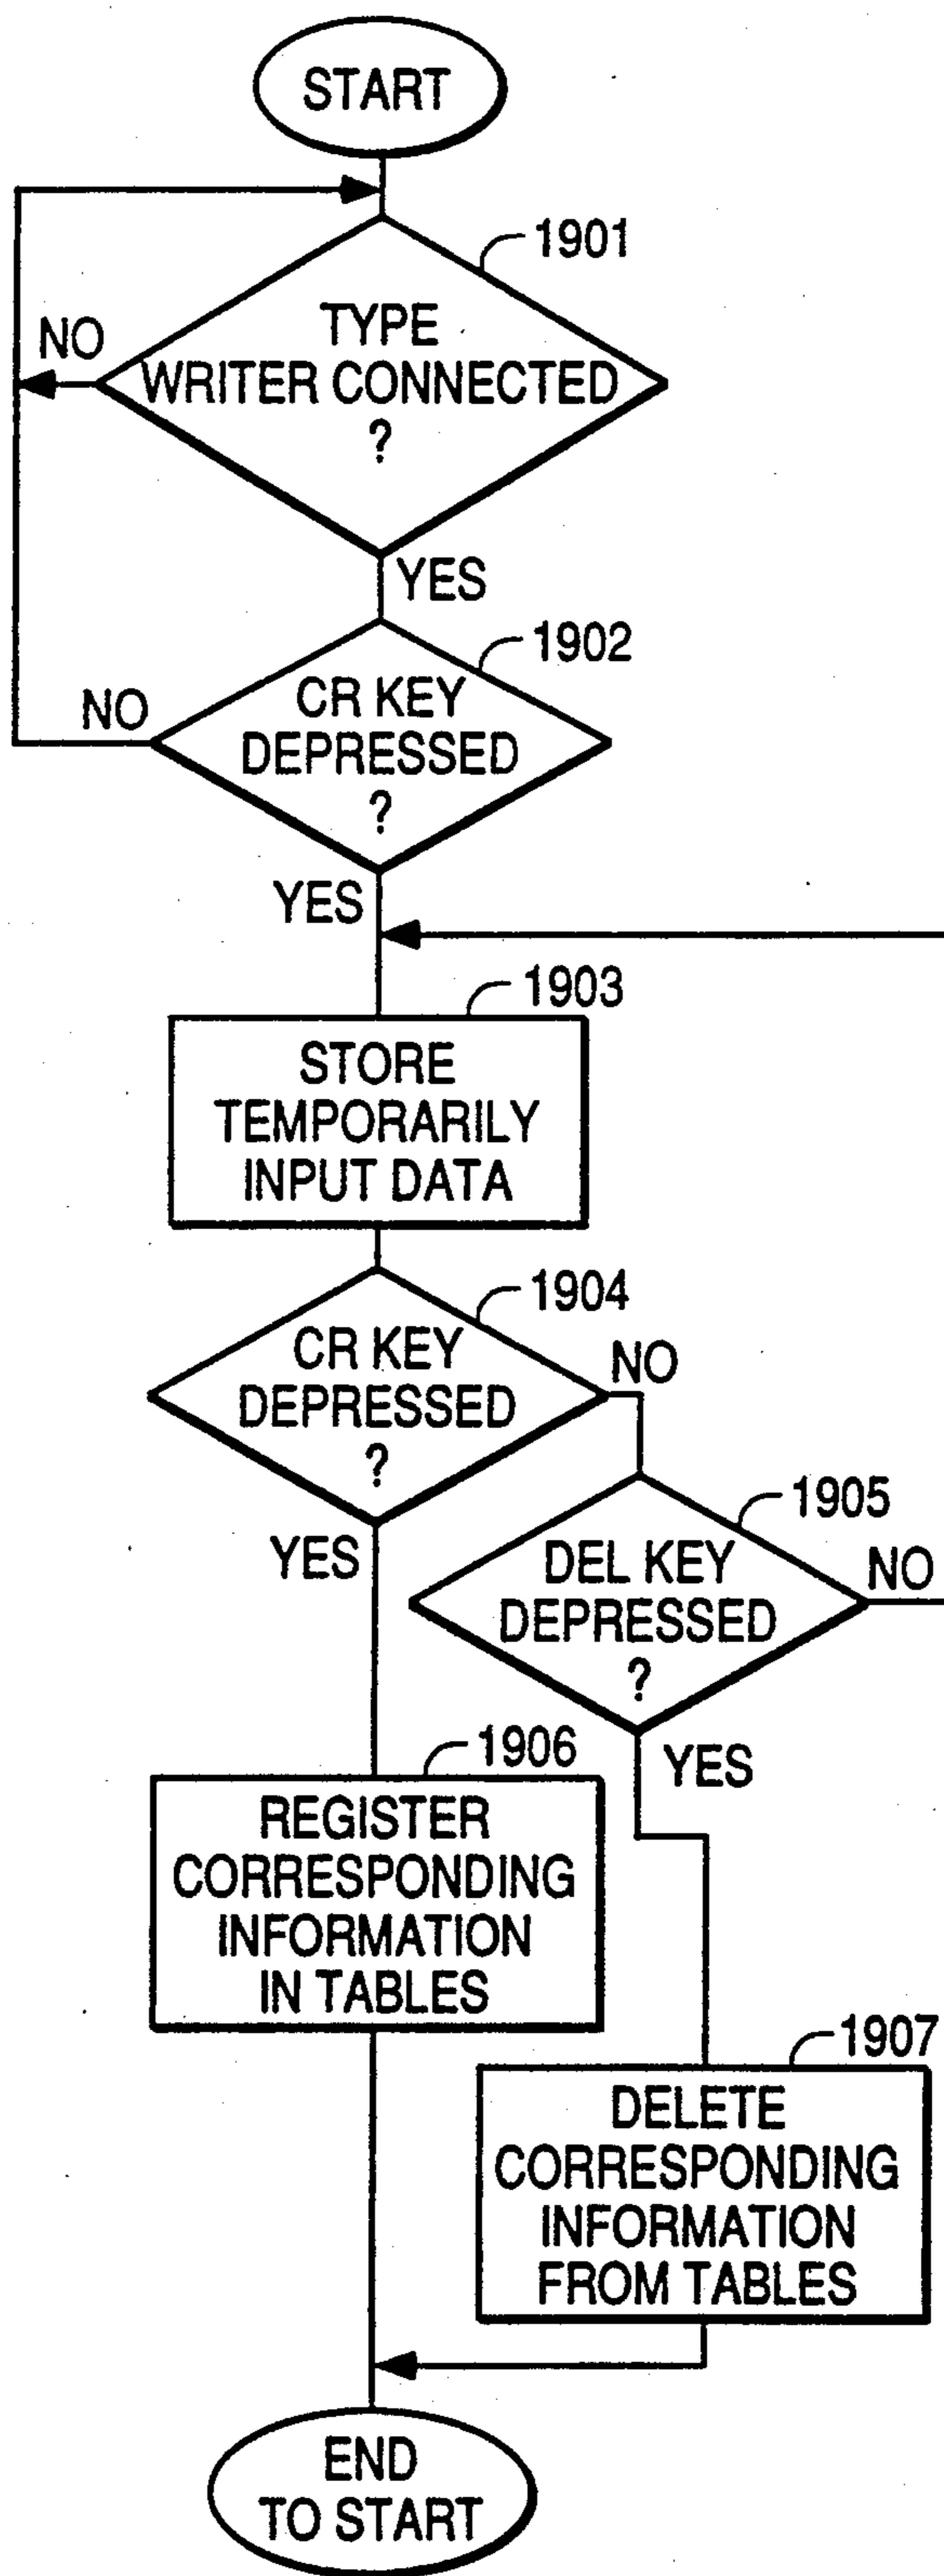 START
1901
TYPE
WRITER CONNECTED
?
NO
YES
1902
CR KEY
DEPRESSED
?
NO
YES
1903
STORE
TEMPORARILY
INPUT DATA
1904
CR KEY
DEPRESSED
?
NO
YES
1905
DEL KEY
DEPRESSED
?
NO
YES
1906
REGISTER
CORRESPONDING
INFORMATION
IN TABLES
1907
DELETE
CORRESPONDING
INFORMATION
FROM TABLES
END
TO START